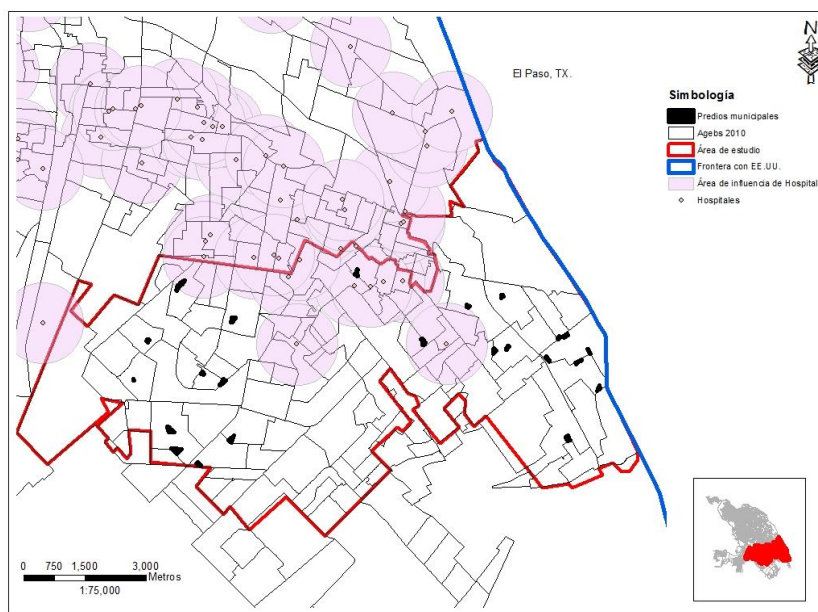 El Paso, TX.
N
Simbología
Predios municipales
Agebs 2010
Área de estudio
Frontera con EE.UU.
Área de influencia de Hospital
Hospitales
0 750 1,500 3,000
Metros
1:75,000